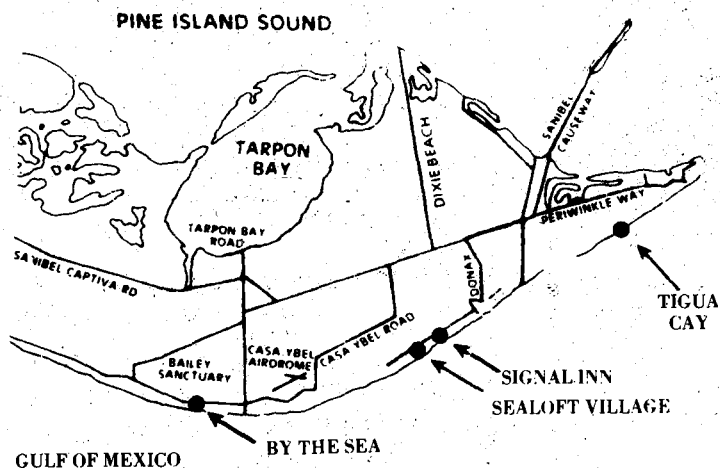 PINE ISLAND SOUND
TARPON
BAY
DIXIE BEACH
SANIBEL
CAUSEWAY
PERIWINKLE WAY
TARPON BAY
ROAD
SANIBEL CAPTIVA RD
DONAX
TIGUA
CAY
BAILEY
SANCTUARY
CASA YBEL
AIRDROME
CASA YBEL ROAD
SIGNAL INN
SEALOFT VILLAGE
BY THE SEA
GULF OF MEXICO